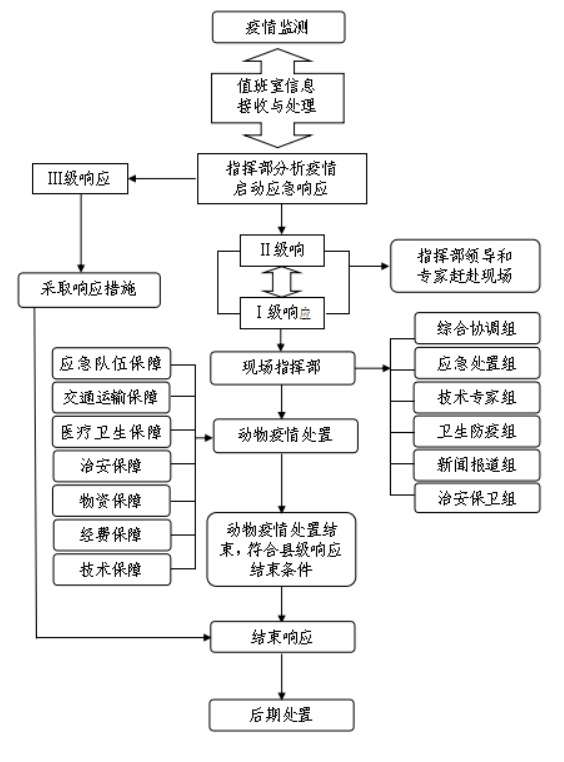 疫情监测
值班室信息
接收与处理
指挥部分析疫情
启动应急响应
III级响应
II级响
指挥部领导和
专家赶赴现场
采取响应措施
I级响应
综合协调组
现场指挥部
应急处置组
技术专家组
卫生防疫组
新闻报道组
治安保卫组
应急队伍保障
交通运输保障
医疗卫生保障
治安保障
物资保障
经费保障
技术保障
动物疫情处置
动物疫情处置结
束，符合县级响应
结束条件
结束响应
后期处置